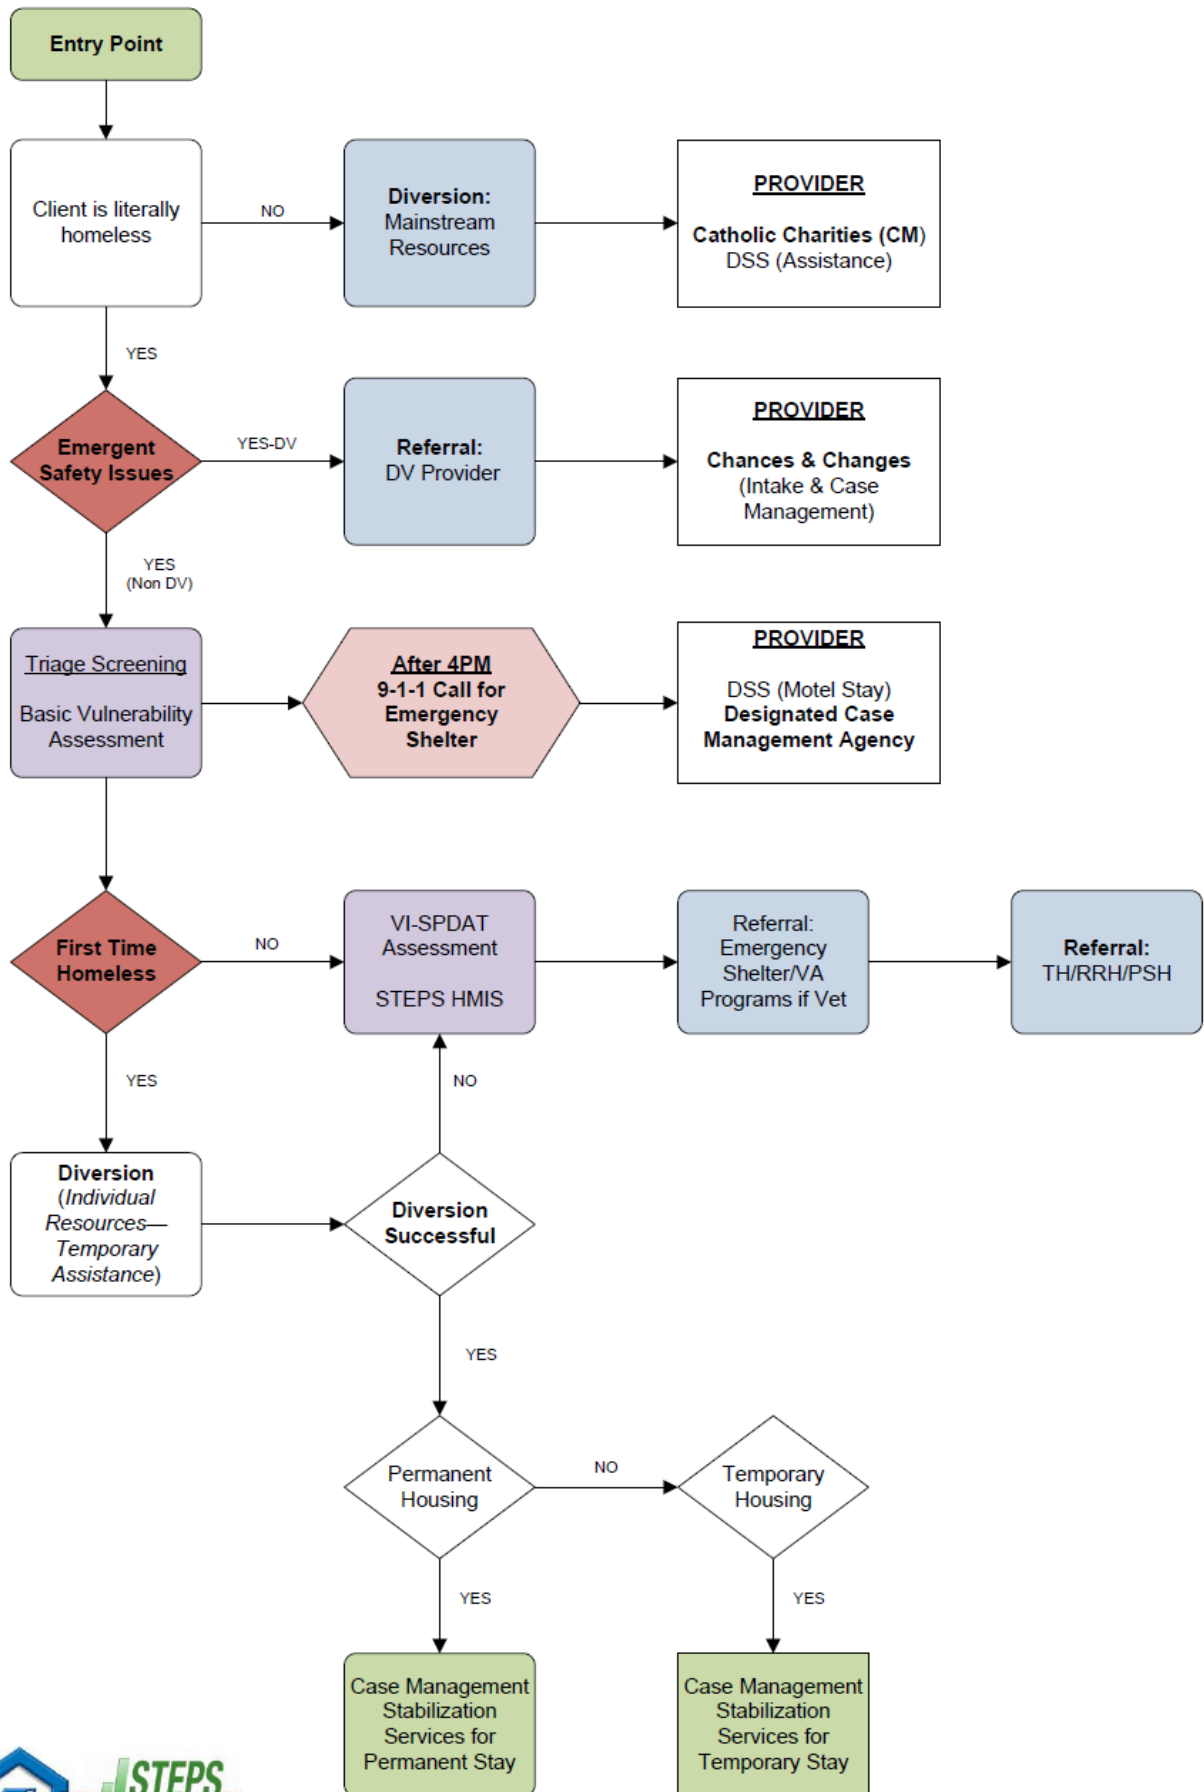 Entry Point
Client is literally
homeless
NO
Diversion:
Mainstream
Resources
PROVIDER
Catholic Charities (CM)
DSS (Assistance)
YES
Emergent
Safety Issues
YES-DV
Referral:
DV Provider
PROVIDER
Chances & Changes
(Intake & Case
Management)
YES
(Non DV)
Triage Screening
Basic Vulnerability
Assessment
After 4PM
9-1-1 Call for
Emergency
Shelter
PROVIDER
DSS (Motel Stay)
Designated Case
Management Agency
First Time
Homeless
NO
VI-SPDAT
Assessment
STEPS HMIS
Referral:
Emergency
Shelter/VA
Programs if Vet
Referral:
TH/RRH/PSH
YES
NO
Diversion
(Individual
Resources—
Temporary
Assistance)
Diversion
Successful
YES
Permanent
Housing
NO
Temporary
Housing
YES
YES
Case Management
Stabilization
Services for
Permanent Stay
Case Management
Stabilization
Services for
Temporary Stay
STEPS